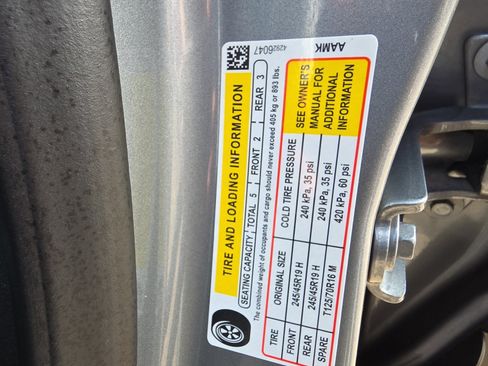 42926047
AAMK
TIRE AND LOADING INFORMATION
SEATING CAPACITY TOTAL 5 FRONT 2 REAR 3
The combined weight of occupants and cargo should never exceed 405 kg or 893 lbs.
TIRE ORIGINAL SIZE COLD TIRE PRESSURE
FRONT 245/45R19 H 240 kPa, 35 psi
REAR 245/45R19 H 240 kPa, 35 psi
SPARE T125/70R16 M 420 kPa, 60 psi
SEE OWNER'S
MANUAL FOR
ADDITIONAL
INFORMATION